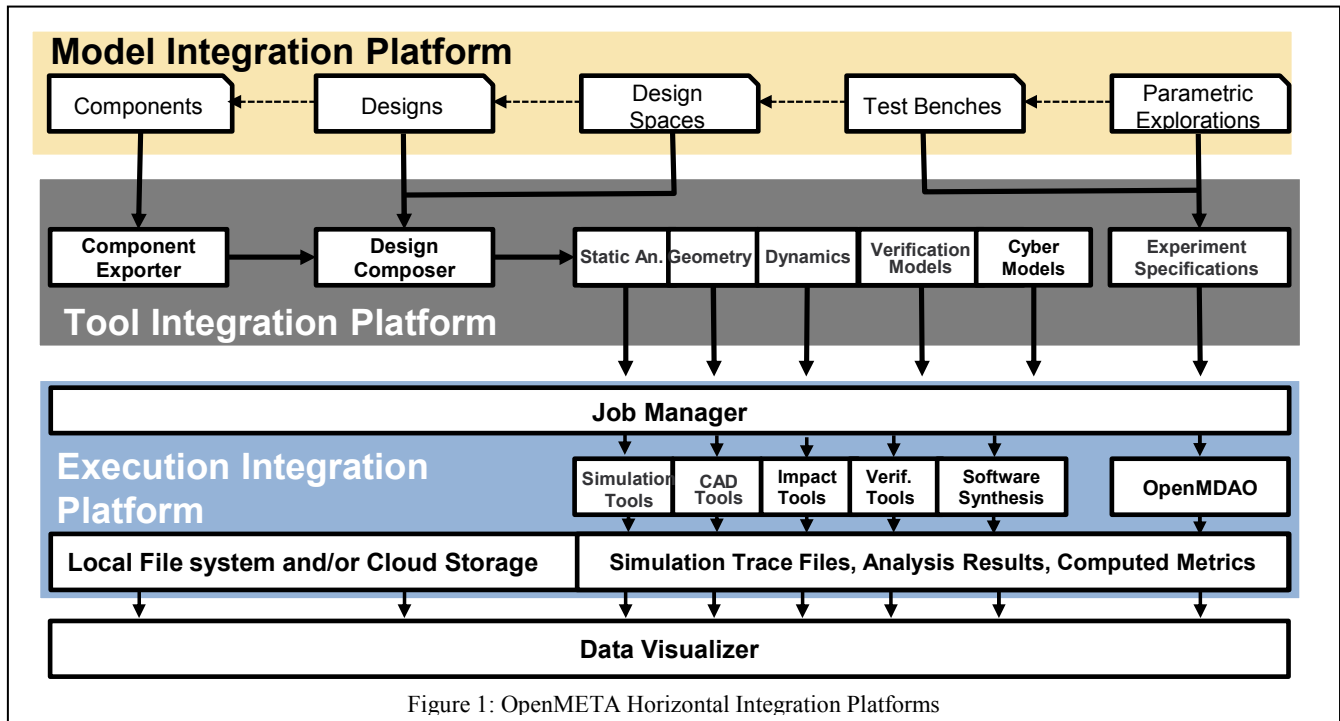 Model Integration Platform
Components
Designs
Design
Spaces
Test Benches
Parametric
Explorations
Component
Exporter
Design
Composer
Static An.
Geometry
Dynamics
Verification
Models
Cyber
Models
Experiment
Specifications
Tool Integration Platform
Job Manager
Execution Integration
Platform
Simulation
Tools
CAD
Tools
Impact
Tools
Verif.
Tools
Software
Synthesis
OpenMDAO
Local File system and/or Cloud Storage
Simulation Trace Files, Analysis Results, Computed Metrics
Data Visualizer
Figure 1: OpenMETA Horizontal Integration Platforms